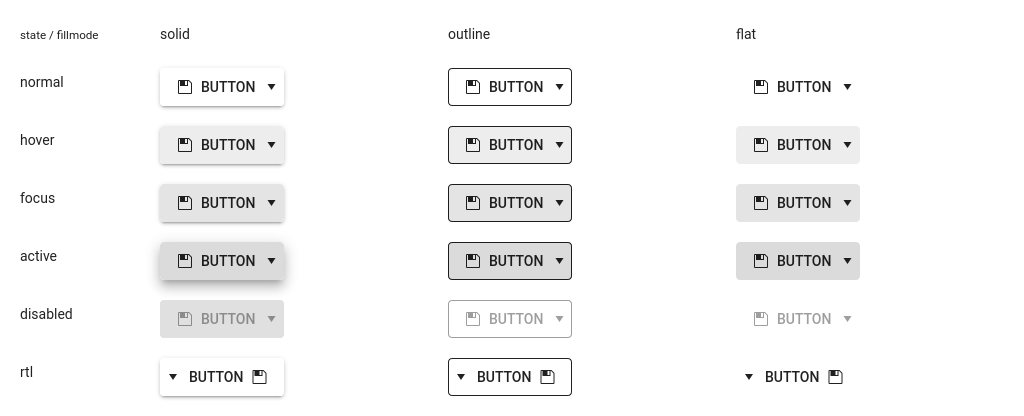 state / fillmode solid outline flat
normal BUTTON BUTTON BUTTON
hover BUTTON BUTTON BUTTON
focus BUTTON BUTTON BUTTON
active BUTTON BUTTON BUTTON
disabled BUTTON BUTTON BUTTON
rtl BUTTON BUTTON BUTTON